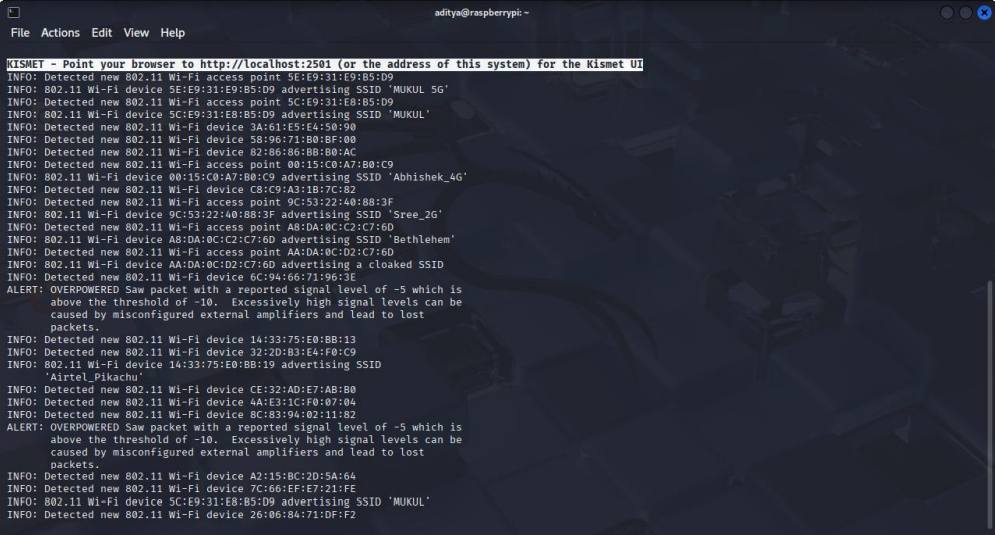 aditya@raspberrypi: ~
File Actions Edit View Help
KISMET - Point your browser to http://localhost:2501 (or the address of this system) for the Kismet UI
INFO: Detected new 802.11 Wi-Fi access point 5E:E9:31:E9:B5:D9
INFO: 802.11 Wi-Fi device 5E:E9:31:E9:B5:D9 advertising SSID 'MUKUL 5G'
INFO: Detected new 802.11 Wi-Fi access point 5C:E9:31:E8:B5:D9
INFO: 802.11 Wi-Fi device 5C:E9:31:E8:B5:D9 advertising SSID 'MUKUL'
INFO: Detected new 802.11 Wi-Fi device 3A:61:E5:E4:50:90
INFO: Detected new 802.11 Wi-Fi device 58:96:71:B0:BF:00
INFO: Detected new 802.11 Wi-Fi device 82:86:86:BB:B0:AC
INFO: Detected new 802.11 Wi-Fi access point 00:15:C0:A7:B0:C9
INFO: 802.11 Wi-Fi device 00:15:C0:A7:B0:C9 advertising SSID 'Abhishek_4G'
INFO: Detected new 802.11 Wi-Fi device C8:C9:A3:1B:7C:82
INFO: Detected new 802.11 Wi-Fi access point 9C:53:22:40:88:3F
INFO: 802.11 Wi-Fi device 9C:53:22:40:88:3F advertising SSID 'Sree_2G'
INFO: Detected new 802.11 Wi-Fi access point A8:DA:0C:C2:C7:6D
INFO: 802.11 Wi-Fi device A8:DA:0C:C2:C7:6D advertising SSID 'Bethlehem'
INFO: Detected new 802.11 Wi-Fi access point AA:DA:0C:D2:C7:6D
INFO: 802.11 Wi-Fi device AA:DA:0C:D2:C7:6D advertising a cloaked SSID
INFO: Detected new 802.11 Wi-Fi device 6C:94:66:71:96:3E
ALERT: OVERPOWERED Saw packet with a reported signal level of -5 which is
above the threshold of -10. Excessively high signal levels can be
caused by misconfigured external amplifiers and lead to lost
packets.
INFO: Detected new 802.11 Wi-Fi device 14:33:75:E0:BB:13
INFO: Detected new 802.11 Wi-Fi device 32:2D:B3:E4:F0:C9
INFO: 802.11 Wi-Fi device 14:33:75:E0:BB:19 advertising SSID
'Airtel_Pikachu'
INFO: Detected new 802.11 Wi-Fi device CE:32:AD:E7:AB:B0
INFO: Detected new 802.11 Wi-Fi device 4A:E3:1C:F0:07:04
INFO: Detected new 802.11 Wi-Fi device 8C:83:94:02:11:82
ALERT: OVERPOWERED Saw packet with a reported signal level of -5 which is
above the threshold of -10. Excessively high signal levels can be
caused by misconfigured external amplifiers and lead to lost
packets.
INFO: Detected new 802.11 Wi-Fi device A2:15:BC:2D:5A:64
INFO: Detected new 802.11 Wi-Fi device 7C:66:EF:E7:21:FE
INFO: 802.11 Wi-Fi device 5C:E9:31:E8:B5:D9 advertising SSID 'MUKUL'
INFO: Detected new 802.11 Wi-Fi device 26:06:84:71:DF:F2